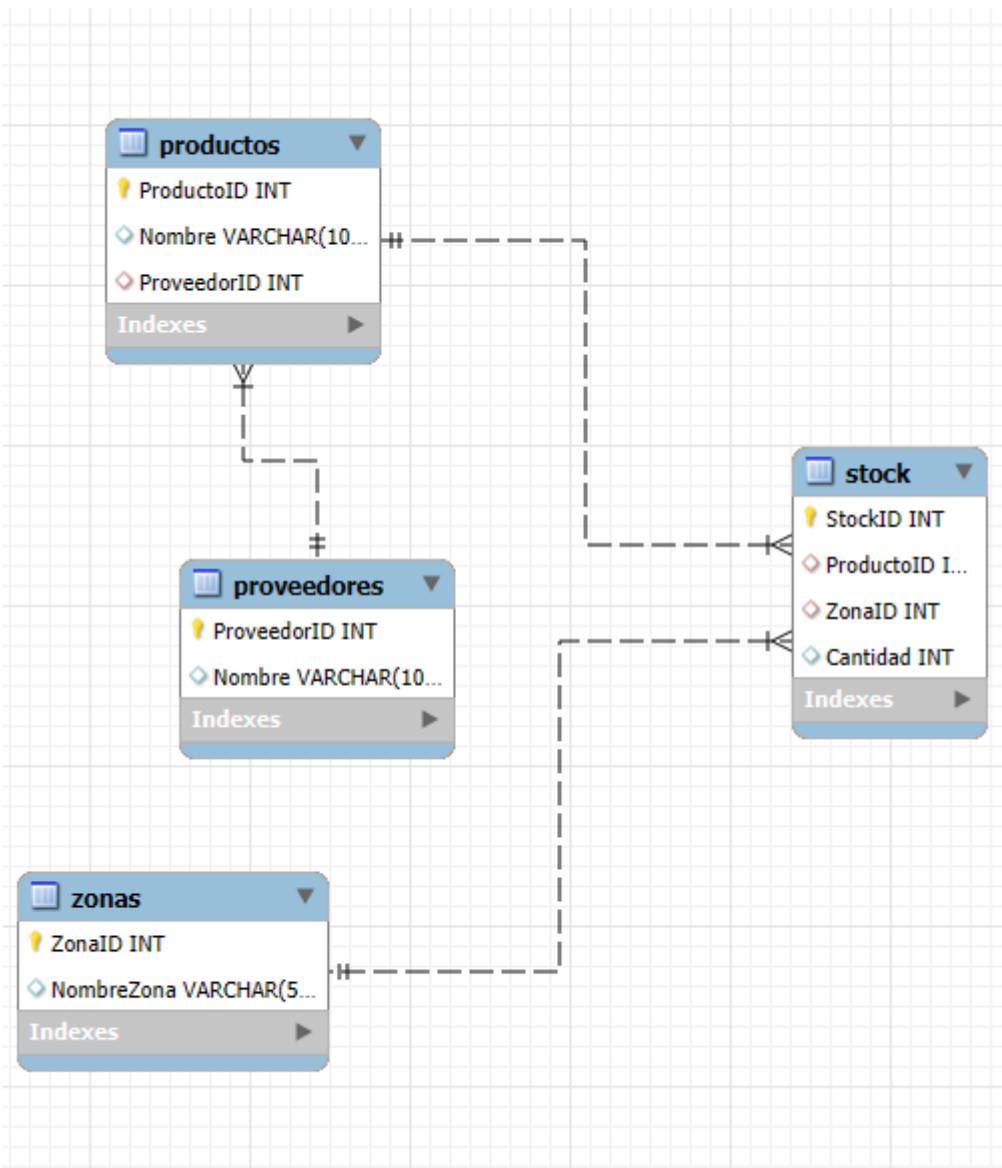 productos
ProductoID INT
Nombre VARCHAR(10...
ProveedorID INT
Indexes
stock
StockID INT
ProductoID I...
ZonaID INT
Cantidad INT
Indexes
proveedores
ProveedorID INT
Nombre VARCHAR(10...
Indexes
zonas
ZonaID INT
NombreZona VARCHAR(5...
Indexes